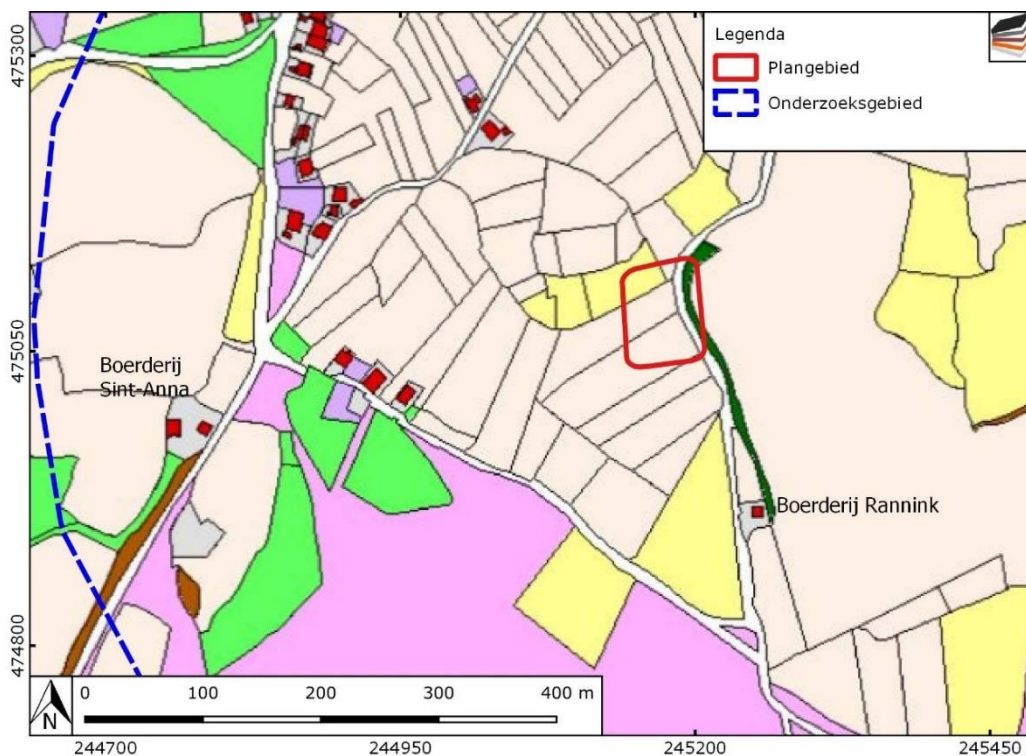 Legenda
Plangebied
Onderzoeksgebied
475300
475050
474800
Boerderij
Sint-Anna
Boerderij Rannink
N
0 100 200 300 400 m
244700 244950 245200 245450